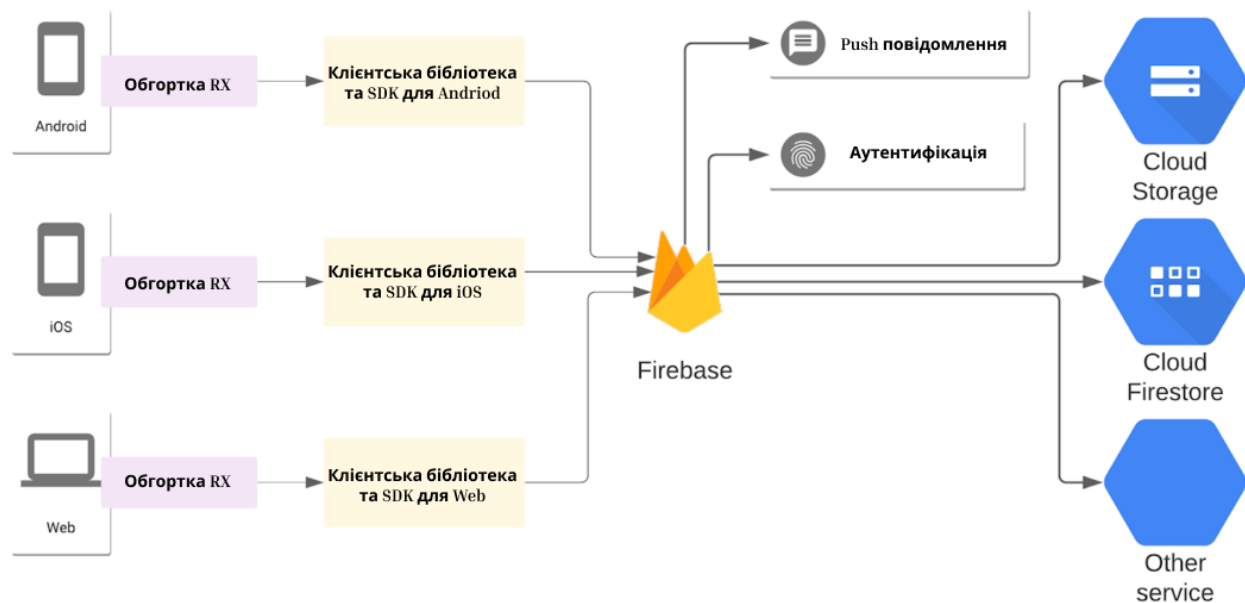 Android
Обгортка RX
Клієнтська бібліотека
та SDK для Andriod
Push повідомлення
Аутентифікація
Cloud
Storage
iOS
Обгортка RX
Клієнтська бібліотека
та SDK для iOS
Firebase
Cloud
Firestore
Web
Обгортка RX
Клієнтська бібліотека
та SDK для Web
Other
service